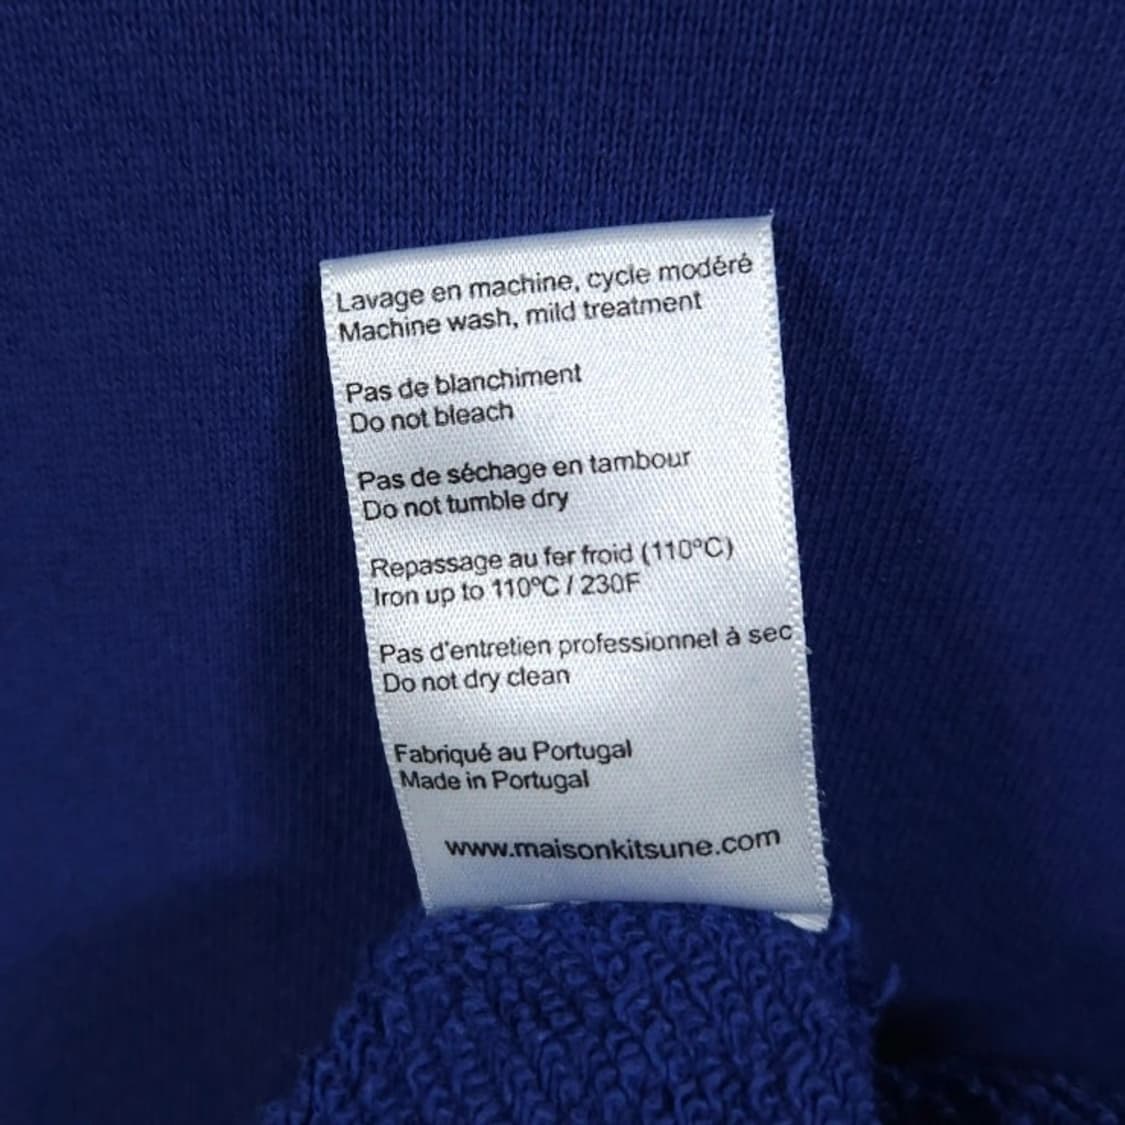 Lavage en machine, cycle modéré
Machine wash, mild treatment
Pas de blanchiment
Do not bleach
Pas de séchage en tambour
Do not tumble dry
Repassage au fer froid (110ºC)
Iron up to 110ºC / 230F
Pas d'entretien professionnel à sec
Do not dry clean
Fabriqué au Portugal
Made in Portugal
www.maisonkitsune.com